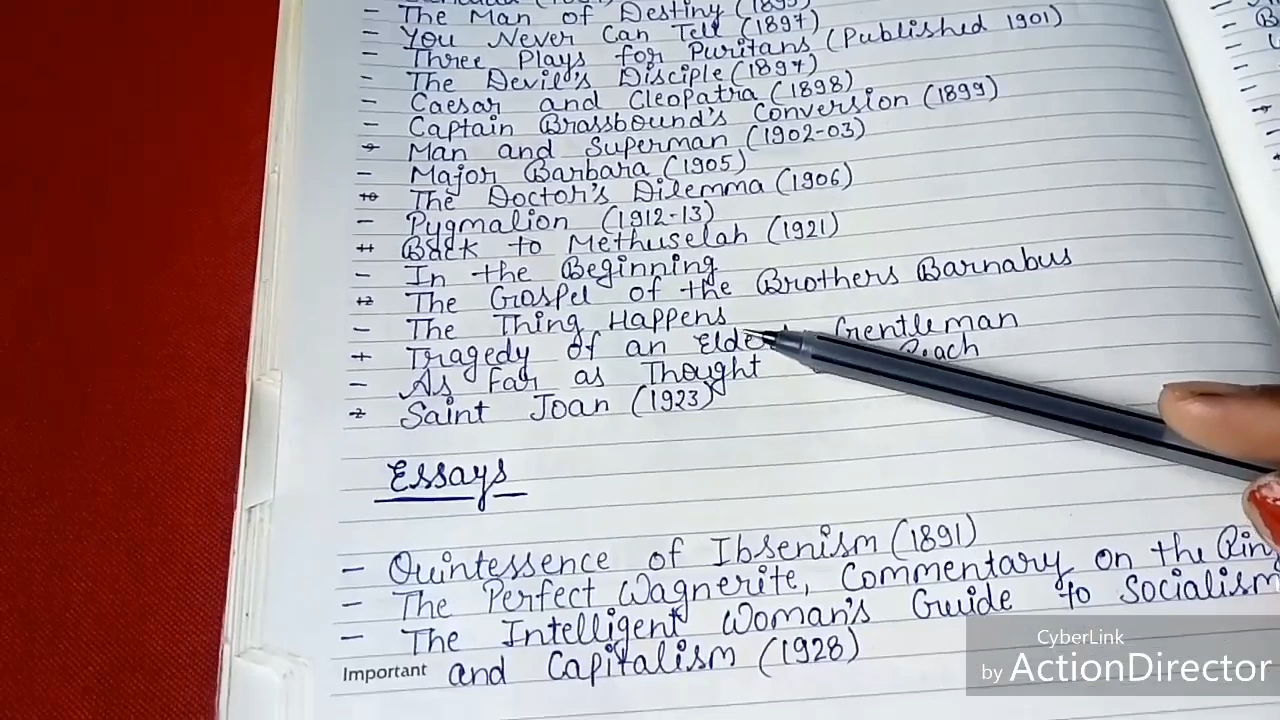 - The Man of Destiny (1895)
- You Never Can Tell (1897)
- Three Plays for Puritans (Published 1901)
- The Devil's Disciple (1897)
- Caesar and Cleopatra (1898)
- Captain Brassbound's Conversion (1899)
- Man and Superman (1902-03)
- Major Barbara (1905)
- The Doctor's Dilemma (1906)
- Pygmalion (1912-13)
- Back to Methuselah (1921)
- In the Beginning
- The Gospel of the Brothers Barnabus
- The Thing Happens
- Tragedy of an Gentleman
- As Far as Thought Reach
- Saint Joan (1923)
Essays
- Quintessence of Ibsenism (1891)
- The Perfect Wagnerite, Commentary on the Rin
- The Intelligent Woman's Guide to Socialism
and Capitalism (1928)
Important
CyberLink
by ActionDirector